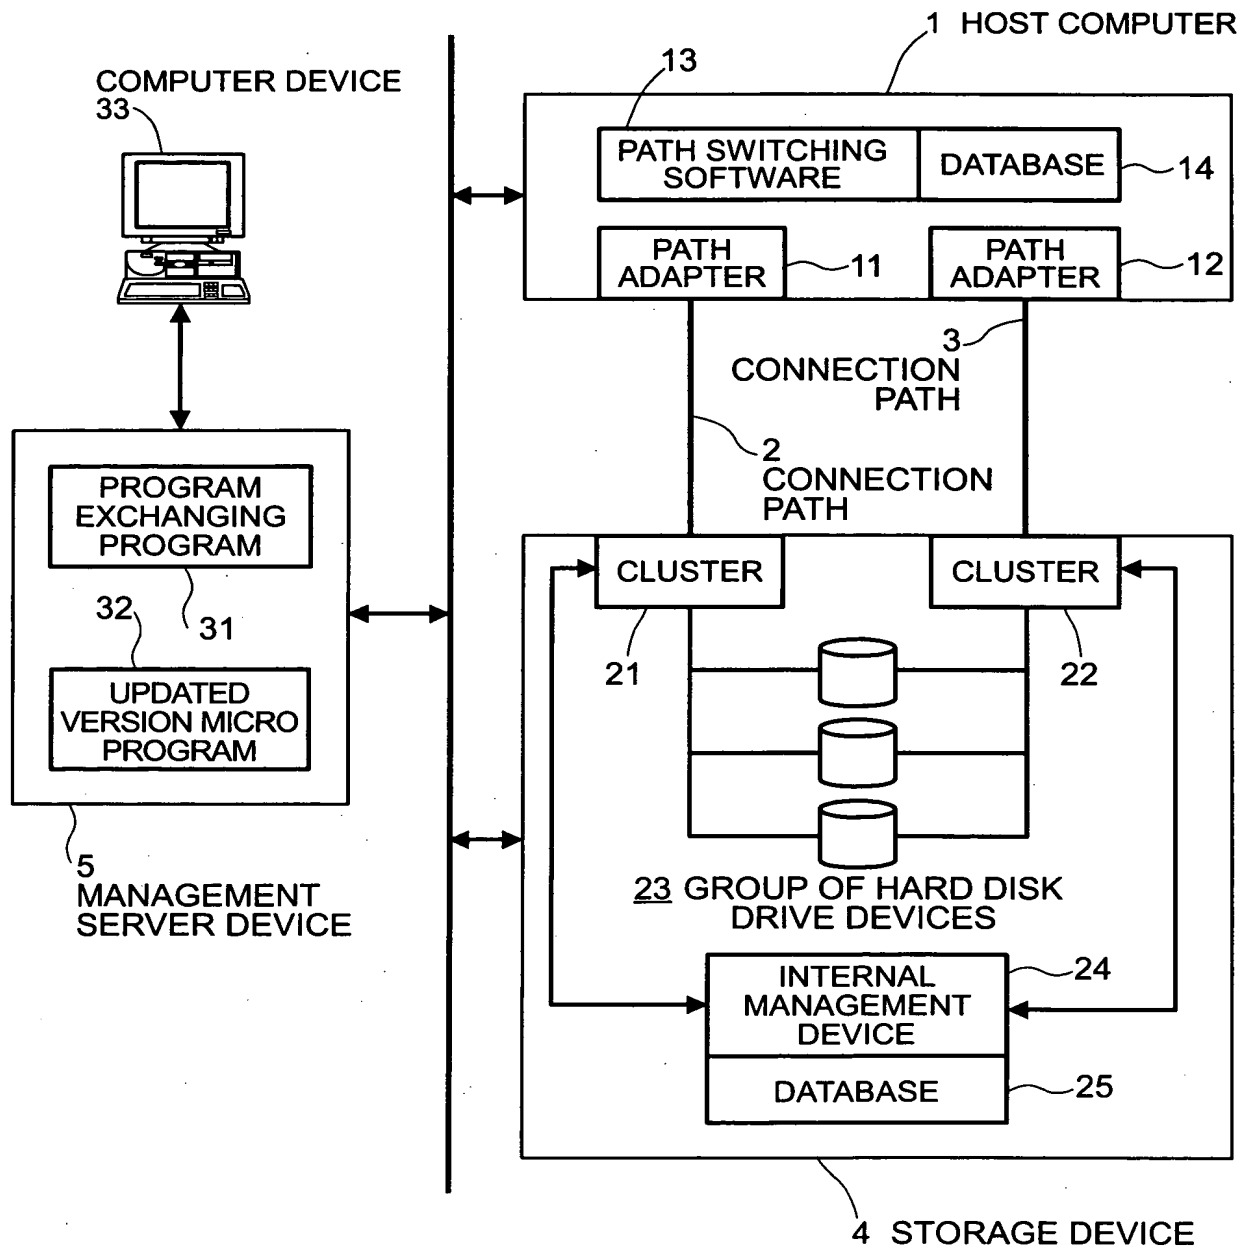 1 HOST COMPUTER
COMPUTER DEVICE
33
13
PATH SWITCHING
SOFTWARE
DATABASE
14
PATH
ADAPTER
11
PATH
ADAPTER
12
3
CONNECTION
PATH
2
CONNECTION
PATH
PROGRAM
EXCHANGING
PROGRAM
31
32
UPDATED
VERSION MICRO
PROGRAM
5
MANAGEMENT
SERVER DEVICE
CLUSTER
21
CLUSTER
22
23 GROUP OF HARD DISK
DRIVE DEVICES
INTERNAL
MANAGEMENT
DEVICE
24
DATABASE
25
4 STORAGE DEVICE